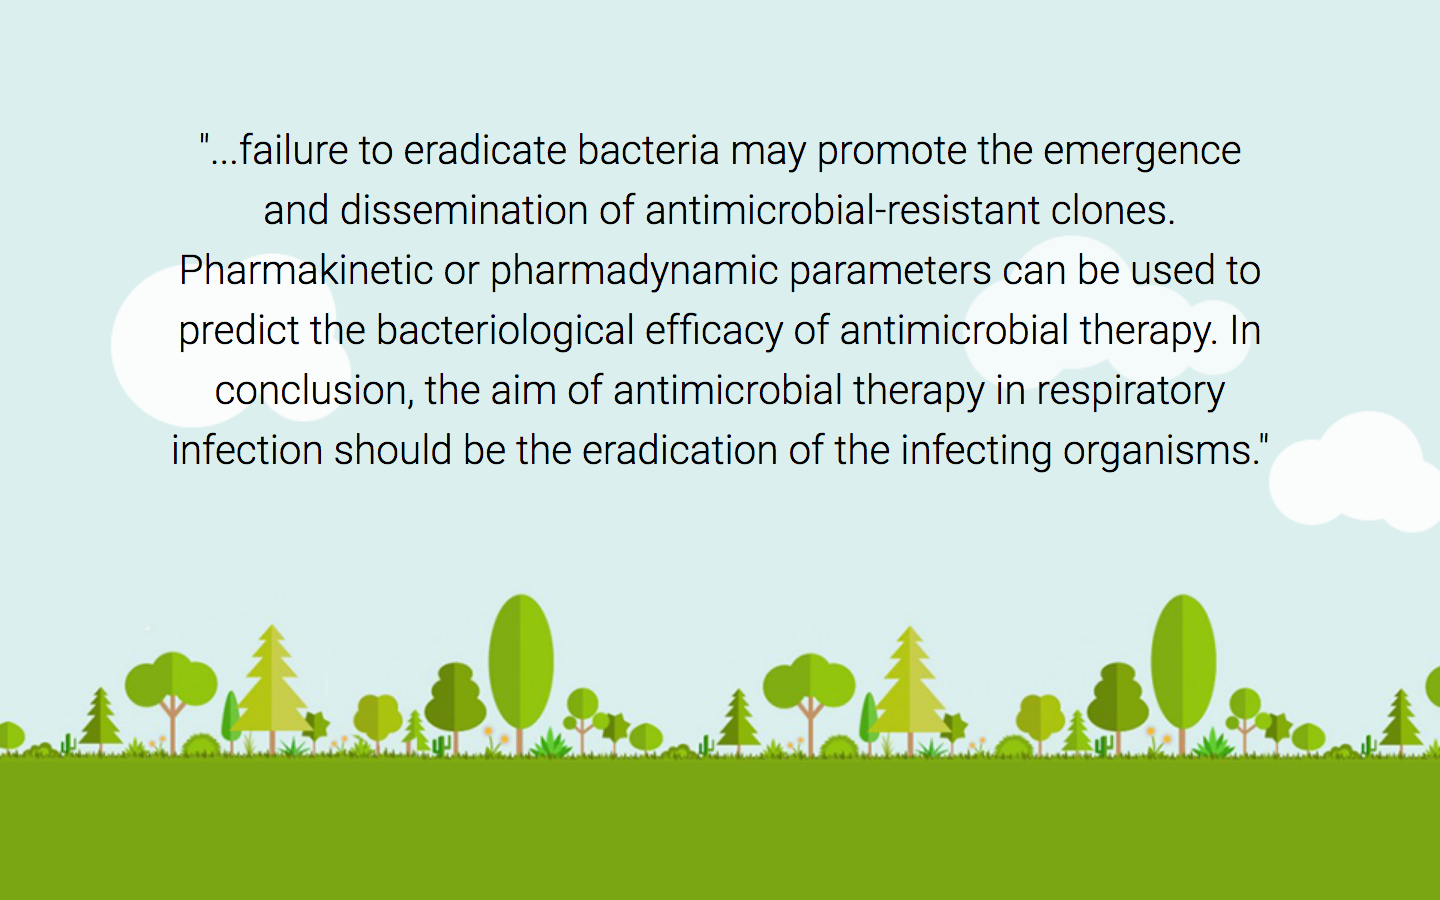 "...failure to eradicate bacteria may promote the emergence
and dissemination of antimicrobial-resistant clones.
Pharmakinetic or pharmadynamic parameters can be used to
predict the bacteriological efficacy of antimicrobial therapy. In
conclusion, the aim of antimicrobial therapy in respiratory
infection should be the eradication of the infecting organisms."